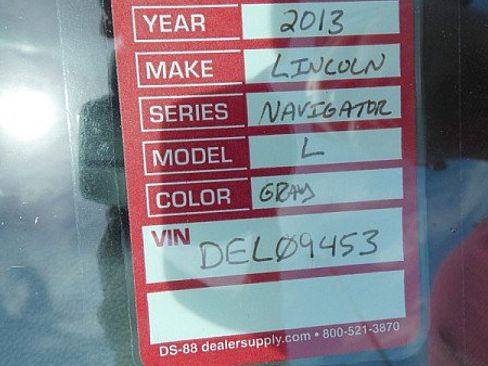 YEAR 2013
MAKE LINCOLN
SERIES NAVIGATOR
MODEL L
COLOR GRAY
VIN DELØ9453
DS-88 dealersupply.com • 800-521-3870